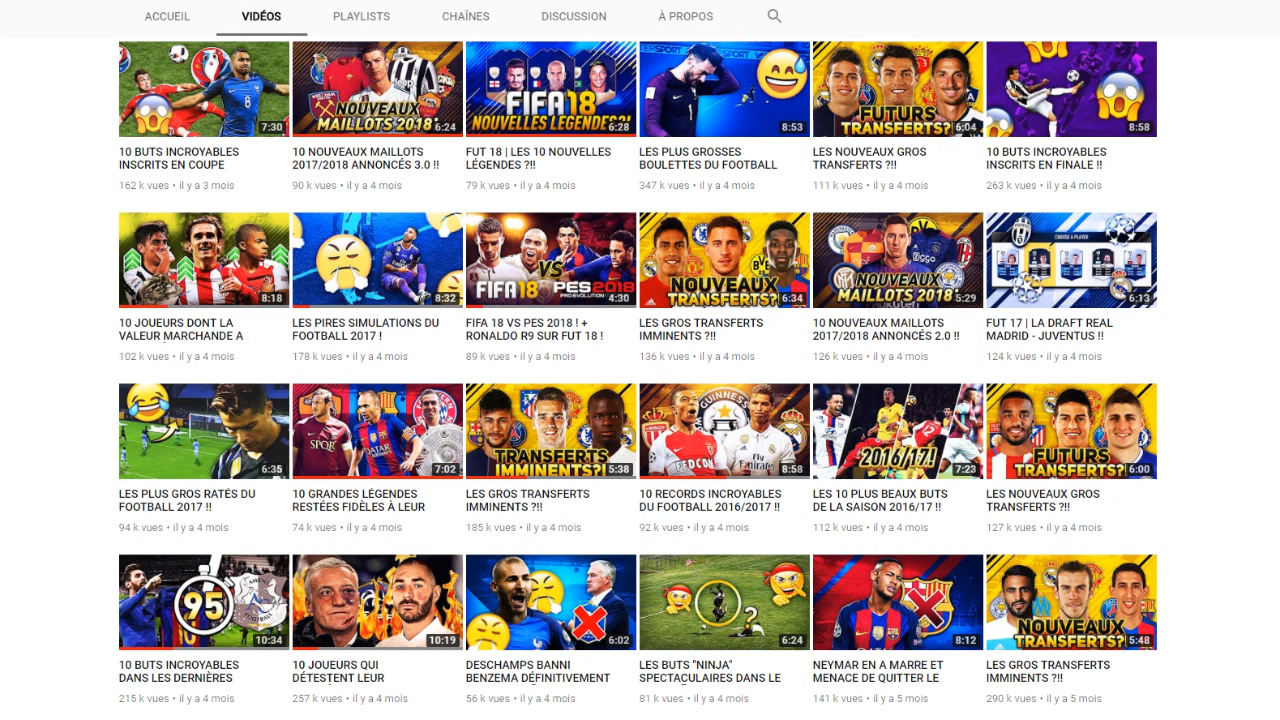 ACCUEIL VIDÉOS PLAYLISTS CHAÎNES DISCUSSION À PROPOS
7:30
NOUVEAUX
MAILLOTS 2018
6:24
FIFA 18
NOUVELLES LEGENDES?!
6:28
8:53
FUTURS
TRANSFERTS?
6:04
8:58
10 BUTS INCROYABLES
INSCRITS EN COUPE
162 k vues • il y a 3 mois
10 NOUVEAUX MAILLOTS
2017/2018 ANNONCÉS 3.0 !!
90 k vues • il y a 4 mois
FUT 18 | LES 10 NOUVELLES
LÉGENDES ?!!
79 k vues • il y a 4 mois
LES PLUS GROSSES
BOULETTES DU FOOTBALL
347 k vues • il y a 4 mois
LES NOUVEAUX GROS
TRANSFERTS ?!!
111 k vues • il y a 4 mois
10 BUTS INCROYABLES
INSCRITS EN FINALE !!
263 k vues • il y a 4 mois
8:18
8:32
VS
FIFA18 PES 2018
PRO EVOLUTION
4:30
NOUVEAUX
TRANSFERTS?!
6:34
NOUVEAUX
MAILLOTS 2018
5:29
CHOOSE A PLAYER
6:13
10 JOUEURS DONT LA
VALEUR MARCHANDE A
102 k vues • il y a 4 mois
LES PIRES SIMULATIONS DU
FOOTBALL 2017 !
178 k vues • il y a 4 mois
FIFA 18 VS PES 2018 ! +
RONALDO R9 SUR FUT 18 !
89 k vues • il y a 4 mois
LES GROS TRANSFERTS
IMMINENTS ?!!
136 k vues • il y a 4 mois
10 NOUVEAUX MAILLOTS
2017/2018 ANNONCÉS 2.0 !!
126 k vues • il y a 4 mois
FUT 17 | LA DRAFT REAL
MADRID - JUVENTUS !!
124 k vues • il y a 4 mois
6:35
SPQR
QATAR
AIRWAYS
7:02
TRANSFERTS
IMMINENTS?!
5:38
GUINNESS
FEDCOM
Fly
Emirates
8:58
2016/17!
7:23
FUTURS
TRANSFERTS?!
6:00
LES PLUS GROS RATÉS DU
FOOTBALL 2017 !!
94 k vues • il y a 4 mois
10 GRANDES LÉGENDES
RESTÉES FIDÈLES À LEUR
74 k vues • il y a 4 mois
LES GROS TRANSFERTS
IMMINENTS ?!!
185 k vues • il y a 4 mois
10 RECORDS INCROYABLES
DU FOOTBALL 2016/2017 !!
92 k vues • il y a 4 mois
LES 10 PLUS BEAUX BUTS
DE LA SAISON 2016/17 !!
112 k vues • il y a 4 mois
LES NOUVEAUX GROS
TRANSFERTS ?!!
127 k vues • il y a 4 mois
95
10:34
10:19
6:02
?
6:24
8:12
NOUVEAUX
TRANSFERTS?
5:48
10 BUTS INCROYABLES
DANS LES DERNIÈRES
215 k vues • il y a 4 mois
10 JOUEURS QUI
DÉTESTENT LEUR
257 k vues • il y a 4 mois
DESCHAMPS BANNI
BENZEMA DÉFINITIVEMENT
56 k vues • il y a 4 mois
LES BUTS "NINJA"
SPECTACULAIRES DANS LE
81 k vues • il y a 4 mois
NEYMAR EN A MARRE ET
MENACE DE QUITTER LE
141 k vues • il y a 5 mois
LES GROS TRANSFERTS
IMMINENTS ?!!
290 k vues • il y a 5 mois